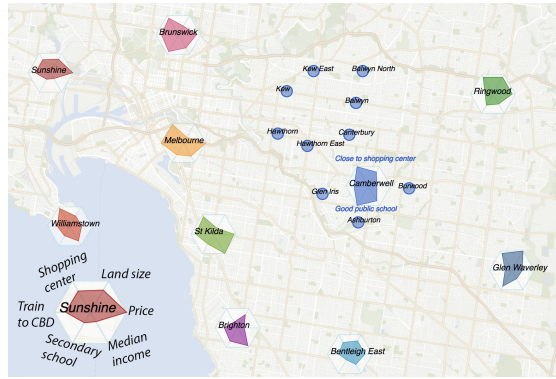 Brunswick
Sunshine
Kew East
Balwyn North
Kew
Ringwood
Balwyn
Melbourne
Hawthorn
Canterbury
Hawthorn East
Close to shopping center
Camberwell
Glen Iris
Burwood
Good public school
Ashburton
Williamstown
St Kilda
Glen Waverley
Shopping
center
Land size
Train
to CBD
Sunshine
Price
Secondary
school
Median
income
Brighton
Bentleigh East